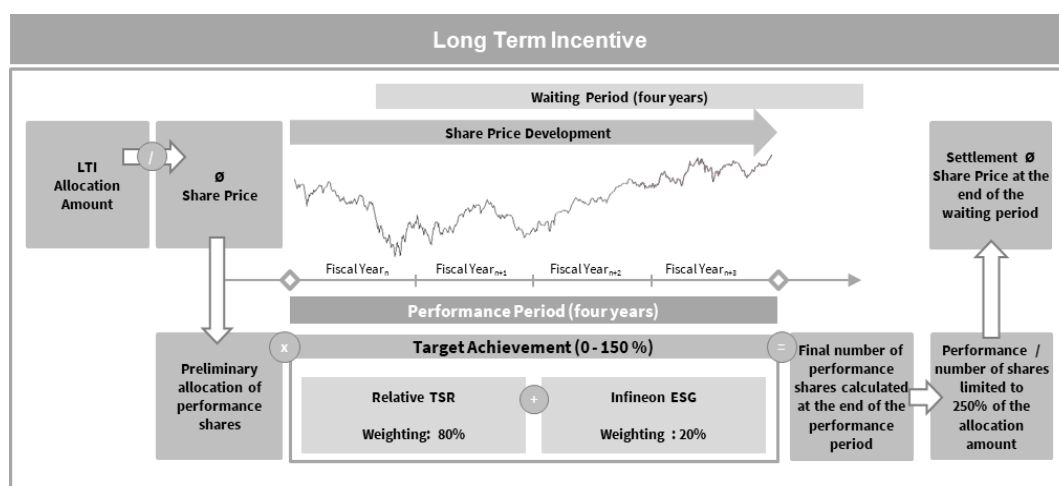 Long Term Incentive
Waiting Period (four years)
Share Price Development
LTI
Allocation
Amount
/
Ø
Share Price
Settlement Ø
Share Price at the
end of the
waiting period
Fiscal Yearₙ
Fiscal Yearₙ₊₁
Fiscal Yearₙ₊₂
Fiscal Yearₙ₊₃
Performance Period (four years)
Preliminary
allocation of
performance
shares
x
Target Achievement (0 - 150 %)
=
Relative TSR
Weighting: 80%
+
Infineon ESG
Weighting : 20%
Final number of
performance
shares calculated
at the end of the
performance
period
Performance /
number of shares
limited to
250% of the
allocation
amount